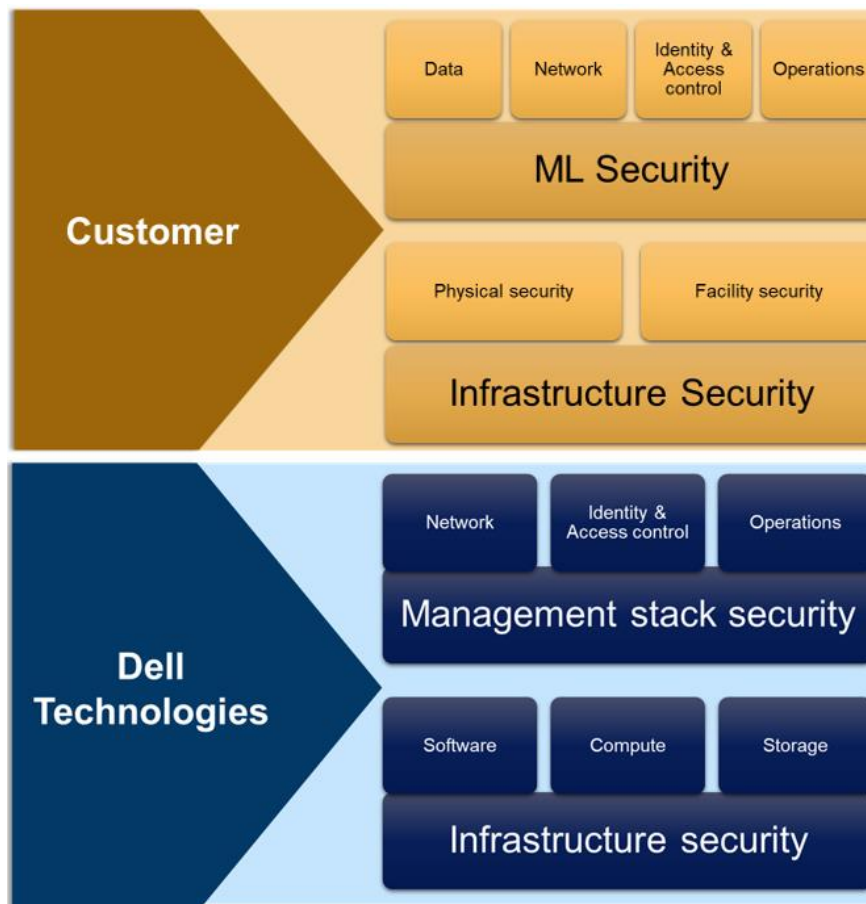 Customer
Data
Network
Identity &
Access
control
Operations
ML Security
Physical security
Facility security
Infrastructure Security
Dell
Technologies
Network
Identity &
Access control
Operations
Management stack security
Software
Compute
Storage
Infrastructure security